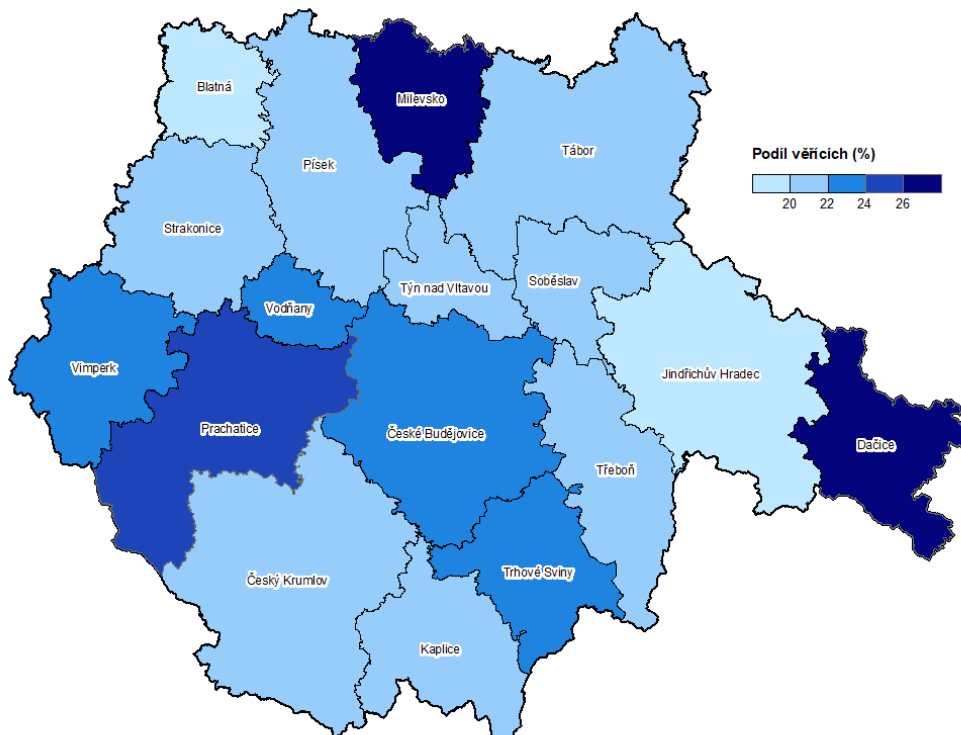 Blatná
Milevsko
Tábor
Písek
Podíl věřících (%)
20 22 24 26
Strakonice
Týn nad Vltavou
Soběslav
Vodňany
Vimperk
Jindřichův Hradec
Prachatice
České Budějovice
Dačice
Třeboň
Český Krumlov
Trhové Sviny
Kaplice